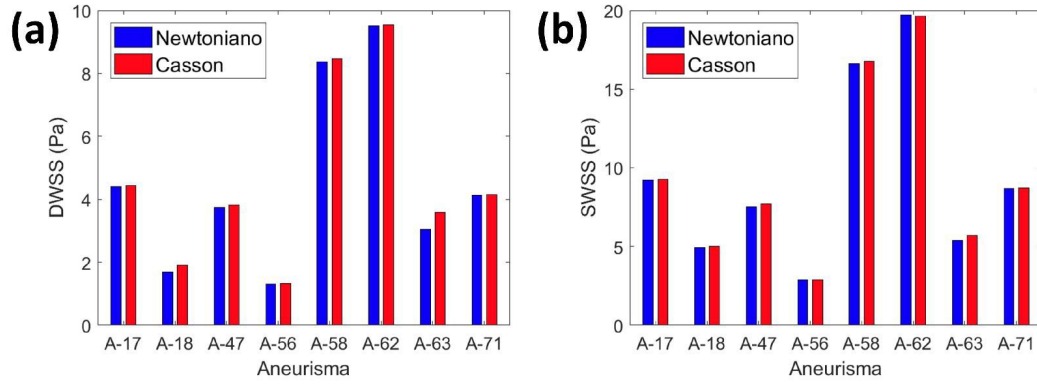 (a)
Newtoniano
Casson
DWSS (Pa)
10
8
6
4
2
0
A-17 A-18 A-47 A-56 A-58 A-62 A-63 A-71
Aneurisma
(b)
Newtoniano
Casson
SWSS (Pa)
20
15
10
5
0
A-17 A-18 A-47 A-56 A-58 A-62 A-63 A-71
Aneurisma